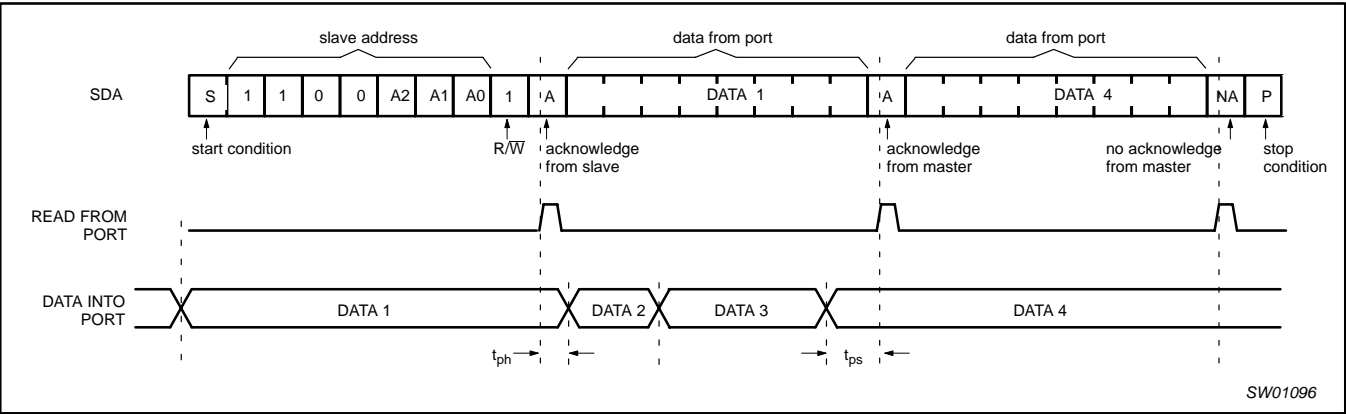 slave address data from port data from port
SDA S 1 1 0 0 A2 A1 A0 1 A DATA 1 A DATA 4 NA P
start condition R/W̅ acknowledge from slave acknowledge from master no acknowledge from master stop condition
READ FROM PORT
DATA INTO PORT DATA 1 DATA 2 DATA 3 DATA 4
tph tps
SW01096